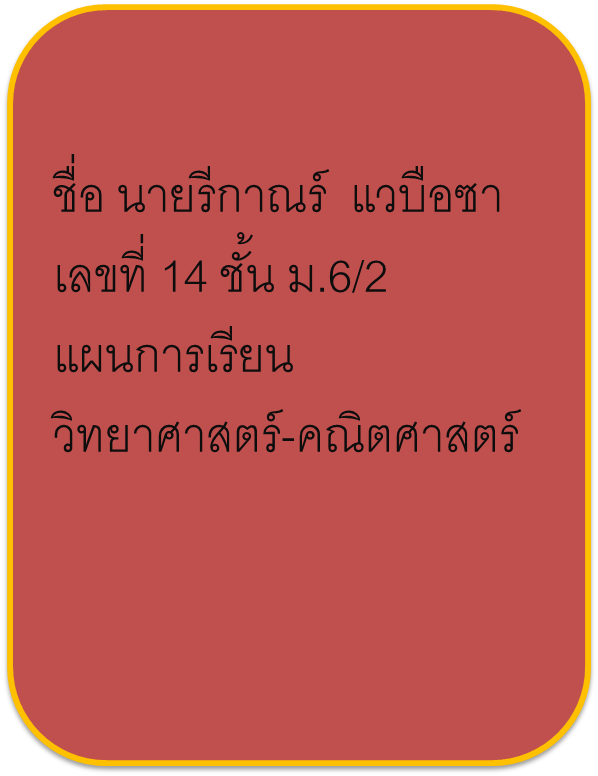 ชื่อ นายรีกาณร์ แวบือซา
เลขที่ 14 ชั้น ม.6/2
แผนการเรียน
วิทยาศาสตร์-คณิตศาสตร์